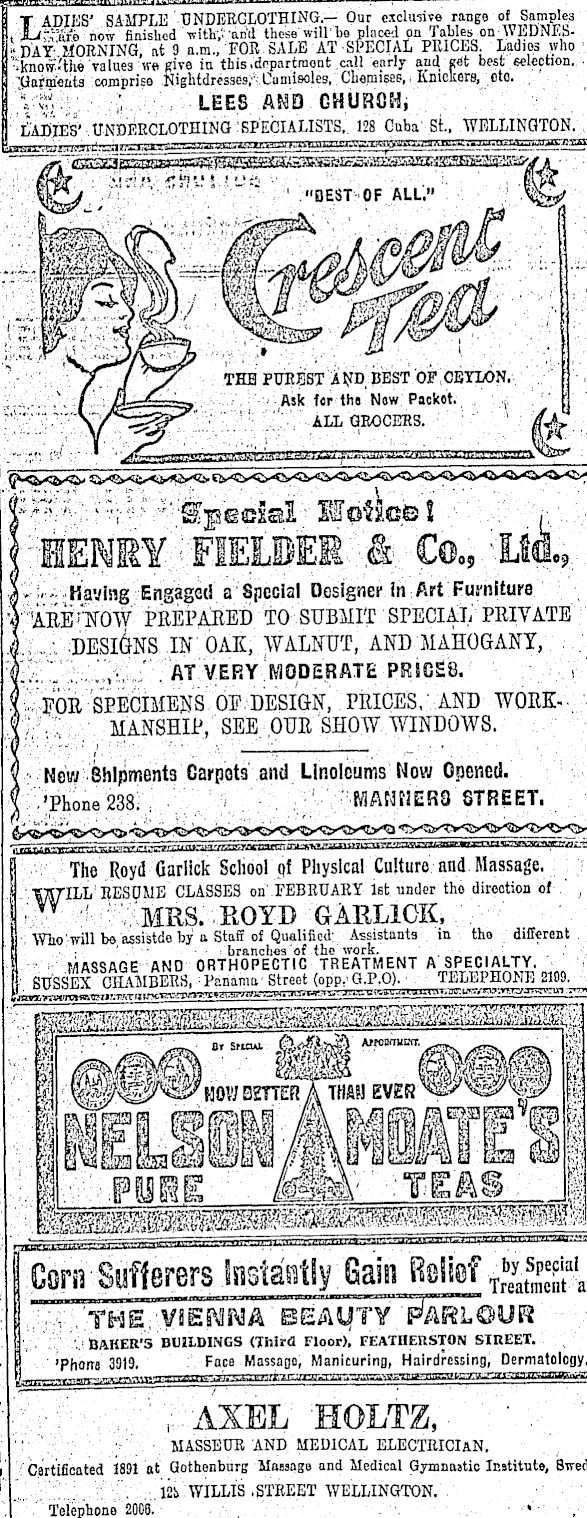 LADIES' SAMPLE UNDERCLOTHING.— Our exclusive range of Samples
are now finished with, and these will be placed on Tables on WEDNES-
DAY MORNING, at 9 a.m., FOR SALE AT SPECIAL PRICES. Ladies who
know the values we give in this department call early and get best selection.
Garments comprise Nightdresses, Camisoles, Chemises, Knickers, etc.
LEES AND CHURCH,
LADIES' UNDERCLOTHING SPECIALISTS, 128 Cuba St., WELLINGTON.
"BEST OF ALL."
Crescent
Tea
THE PUREST AND BEST OF CEYLON.
Ask for the New Packet.
ALL GROCERS.
Special Notice!
HENRY FIELDER & Co., Ltd.,
Having Engaged a Special Designer in Art Furniture
ARE NOW PREPARED TO SUBMIT SPECIAL PRIVATE
DESIGNS IN OAK, WALNUT, AND MAHOGANY,
AT VERY MODERATE PRICES.
FOR SPECIMENS OF DESIGN, PRICES, AND WORK-
MANSHIP, SEE OUR SHOW WINDOWS.
New Shipments Carpets and Linoleums Now Opened.
'Phone 238. MANNERS STREET.
The Royd Garlick School of Physical Culture and Massage.
WILL RESUME CLASSES on FEBRUARY 1st under the direction of
MRS. ROYD GARLICK,
Who will be assistde by a Staff of Qualified Assistants in the different
branches of the work.
MASSAGE AND ORTHOPECTIC TREATMENT A SPECIALTY.
SUSSEX CHAMBERS, Panama Street (opp. G.P.O). TELEPHONE 2199.
BY SPECIAL APPOINTMENT.
NOW BETTER THAN EVER
NELSON MOATE'S
PURE TEAS
Corn Sufferers Instantly Gain Relief by Special
Treatment a
THE VIENNA BEAUTY PARLOUR
BAKER'S BUILDINGS (Third Floor), FEATHERSTON STREET.
'Phone 3919. Face Massage, Manicuring, Hairdressing, Dermatology.
AXEL HOLTZ,
MASSEUR AND MEDICAL ELECTRICIAN.
Certificated 1891 at Gothenburg Massage and Medical Gymnastic Institute, Swed
WILLIS STREET WELLINGTON.
Telephone 2006.